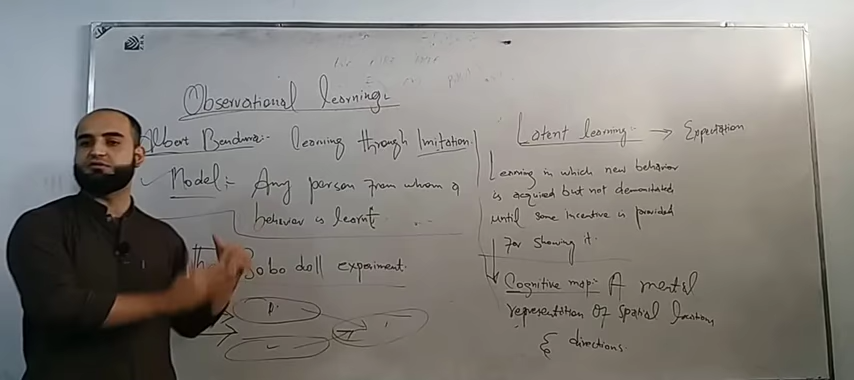 Observational learning:
Albert Bandura:- learning through Imitation
Model:- Any person from whom a
behavior is learnt.
Bobo doll experiment.
Latent learning:- → Expectation
Learning in which new behavior
is acquired but not demonstrated
until some incentive is provided
for showing it.
Cognitive map:- A mental
representation of spatial locations
& directions